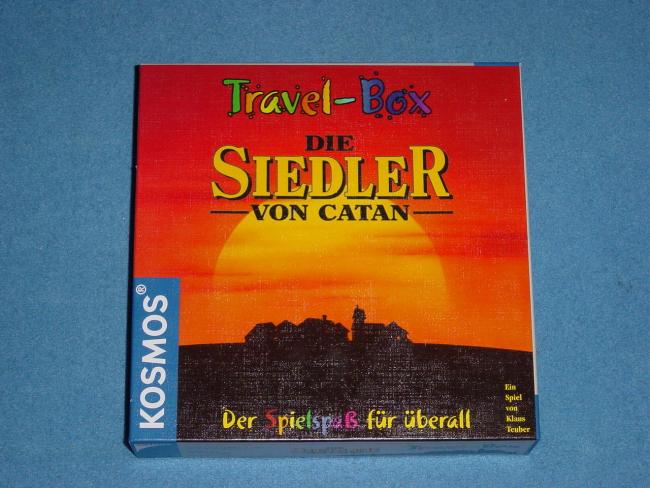 Travel-Box
DIE
SIEDLER
VON CATAN
KOSMOS®
Der Spielspaß für überall
Ein
Spiel
von
Klaus
Teuber